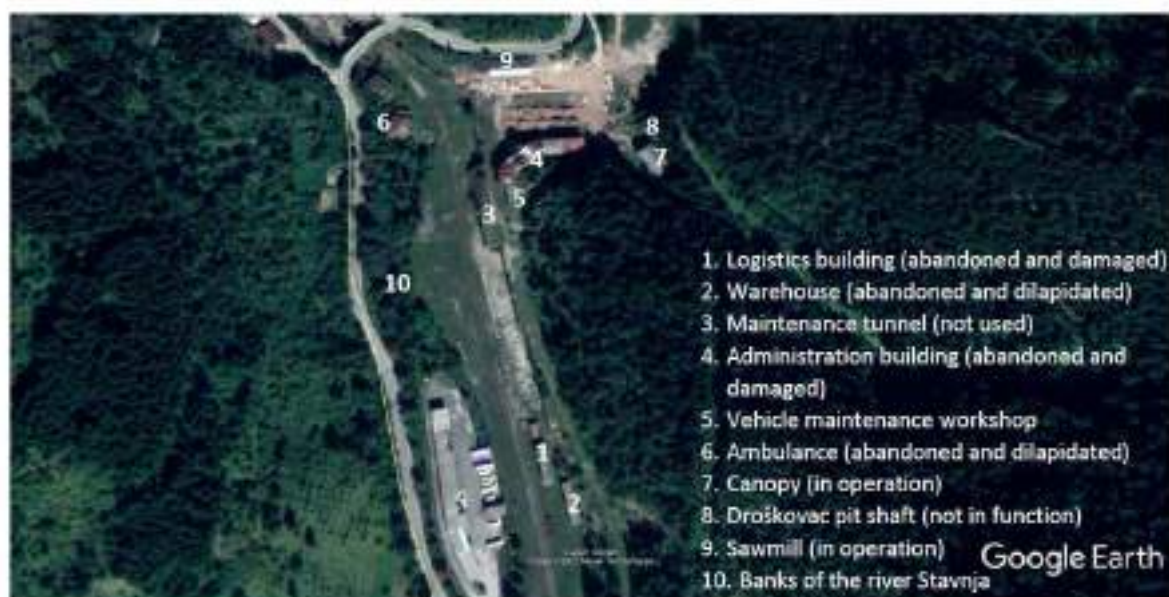 9
6
8
4
7
5
3
10
1
2
1. Logistics building (abandoned and damaged)
2. Warehouse (abandoned and dilapidated)
3. Maintenance tunnel (not used)
4. Administration building (abandoned and
damaged)
5. Vehicle maintenance workshop
6. Ambulance (abandoned and dilapidated)
7. Canopy (in operation)
8. Droškovac pit shaft (not in function)
9. Sawmill (in operation)
10. Banks of the river Stavnja
Google Earth